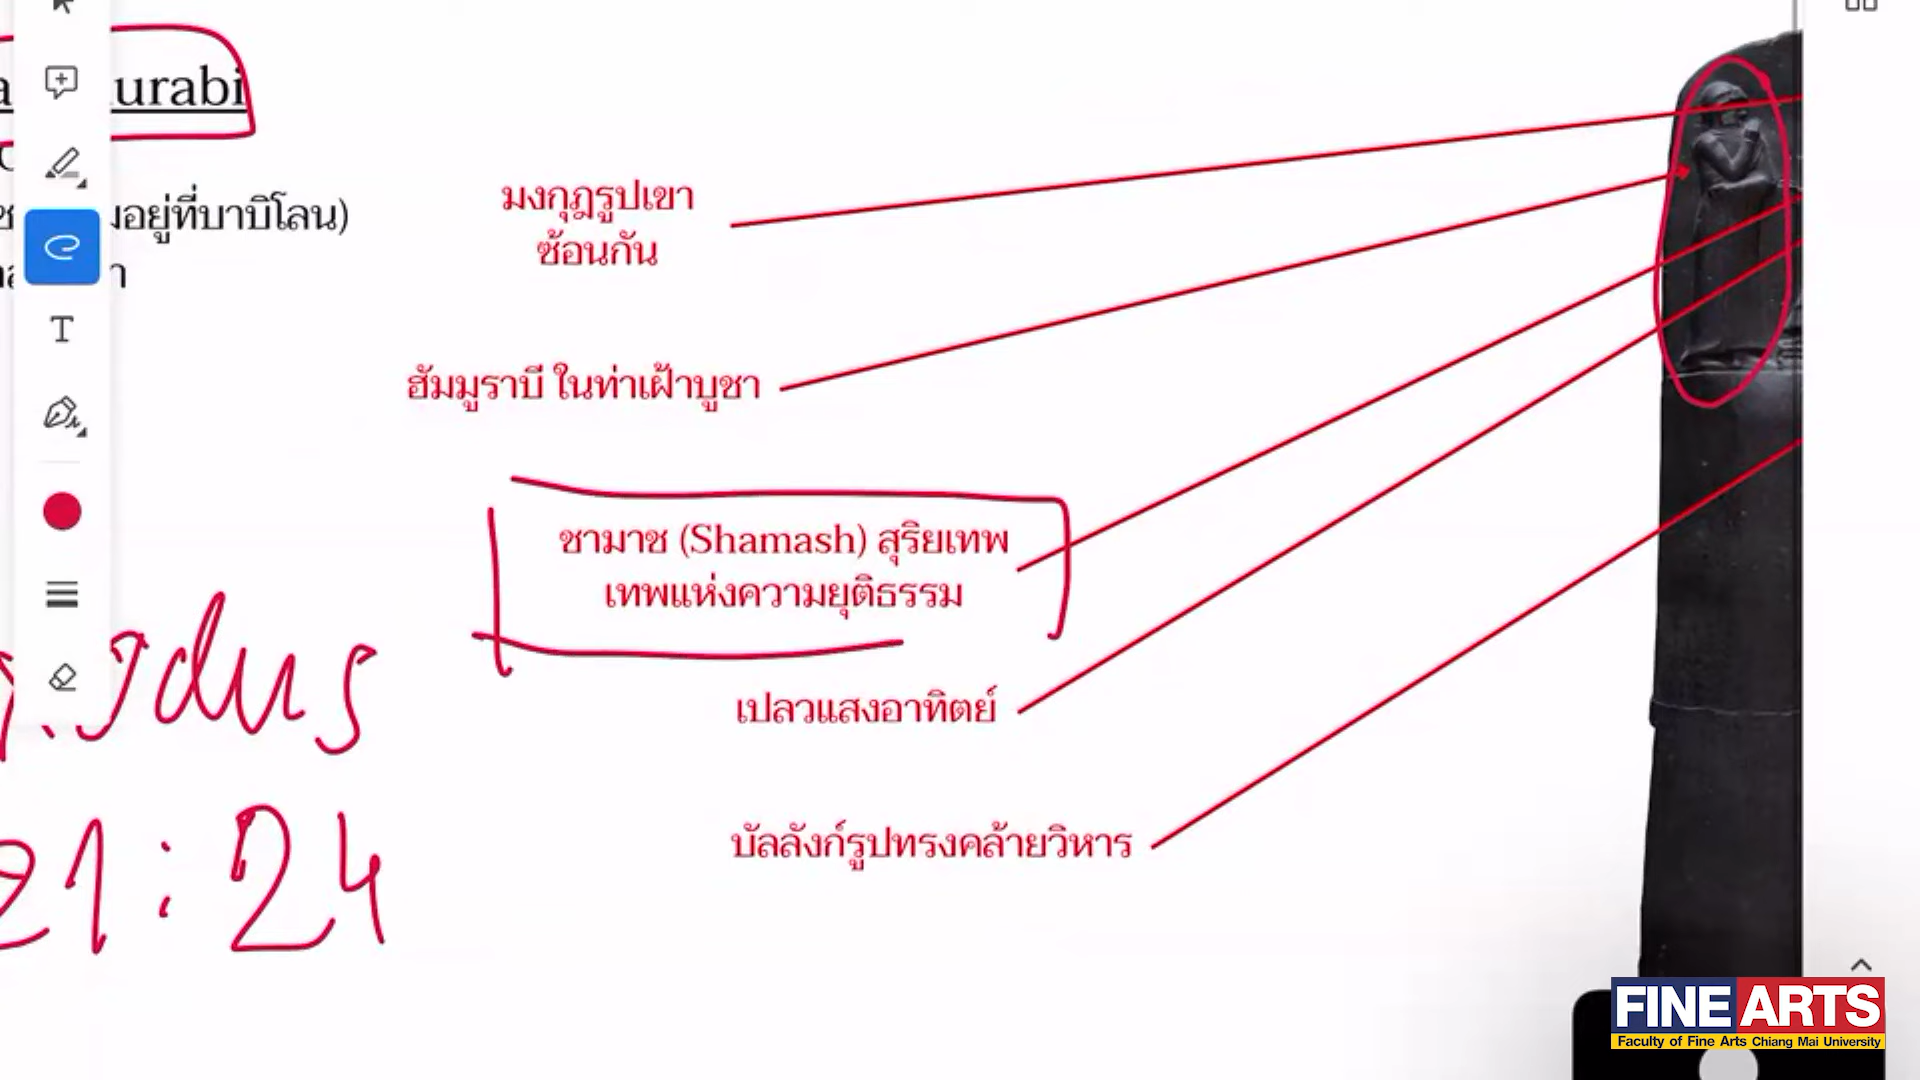 urabi
มอยู่ที่บาบิโลน)
มงกุฎรูปเขา
ซ้อนกัน
ฮัมมูราบี ในท่าเฝ้าบูชา
ชามาช (Shamash) สุริยเทพ
เทพแห่งความยุติธรรม
เปลวแสงอาทิตย์
บัลลังก์รูปทรงคล้ายวิหาร
21:24
T
FINE ARTS
Faculty of Fine Arts Chiang Mai University